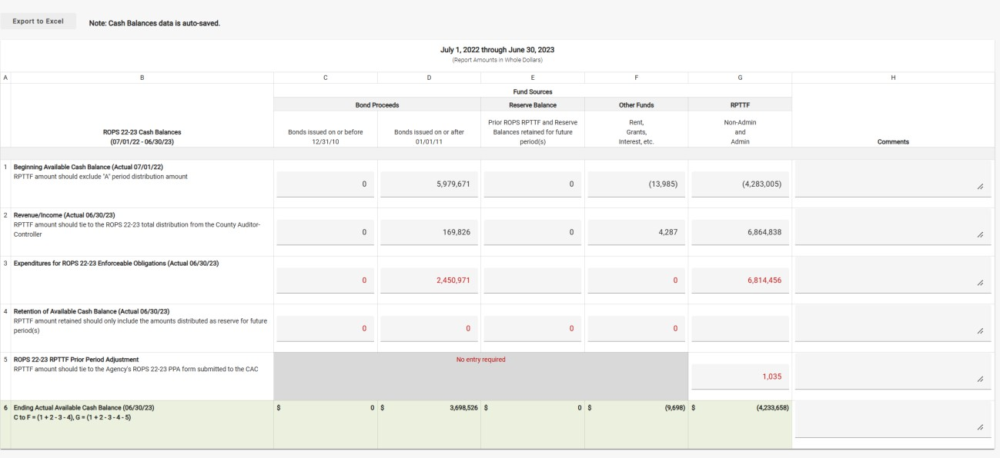 Export to Excel
Note: Cash Balances data is auto-saved.
July 1, 2022 through June 30, 2023
(Report Amounts in Whole Dollars)
A B C D E F G H
Fund Sources
Bond Proceeds Reserve Balance Other Funds RPTTF
ROPS 22-23 Cash Balances
(07/01/22 - 06/30/23)
Bonds issued on or before
12/31/10
Bonds issued on or after
01/01/11
Prior ROPS RPTTF and Reserve
Balances retained for future
period(s)
Rent,
Grants,
Interest, etc.
Non-Admin
and
Admin
Comments
1 Beginning Available Cash Balance (Actual 07/01/22)
RPTTF amount should exclude "A" period distribution amount
0 5,979,671 0 (13,985) (4,283,005)
2 Revenue/Income (Actual 06/30/23)
RPTTF amount should tie to the ROPS 22-23 total distribution from the County Auditor-
Controller
0 169,826 0 4,287 6,864,838
3 Expenditures for ROPS 22-23 Enforceable Obligations (Actual 06/30/23)
0 2,450,971 0 6,814,456
4 Retention of Available Cash Balance (Actual 06/30/23)
RPTTF amount retained should only include the amounts distributed as reserve for future
period(s)
0 0 0 0
5 ROPS 22-23 RPTTF Prior Period Adjustment
RPTTF amount should tie to the Agency's ROPS 22-23 PPA form submitted to the CAC
No entry required
1,035
6 Ending Actual Available Cash Balance (06/30/23)
C to F = (1 + 2 - 3 - 4), G = (1 + 2 - 3 - 4 - 5)
$ 0 $ 3,698,526 $ 0 $ (9,698) $ (4,233,658)